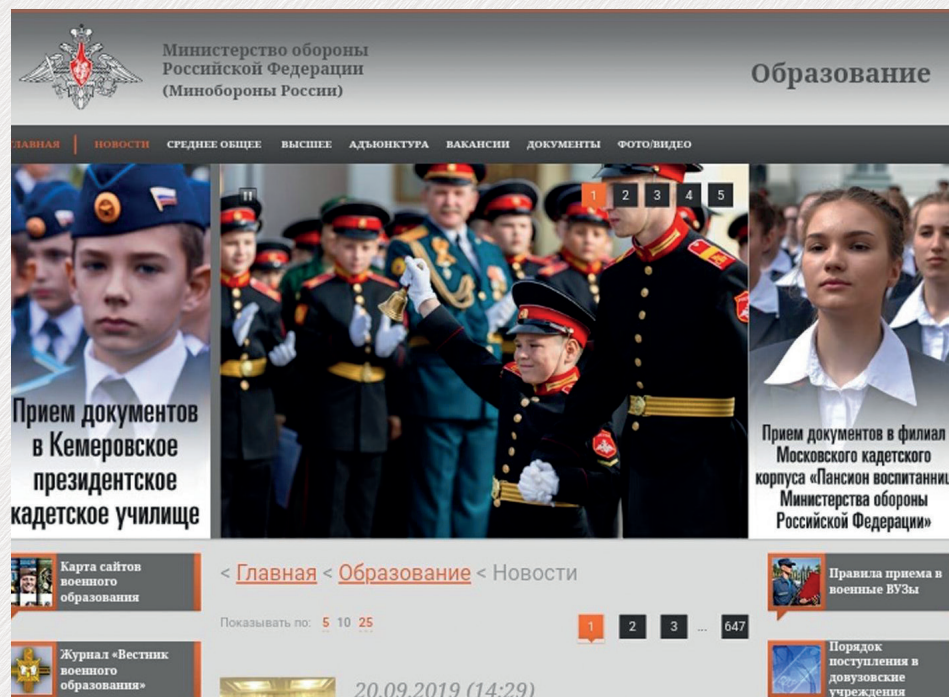 Министерство обороны
Российской Федерации
(Минобороны России)
Образование
ЛАВНАЯ
НОВОСТИ
СРЕДНЕЕ ОБЩЕЕ
ВЫСШЕЕ
АДЪЮНКТУРА
ВАКАНСИИ
ДОКУМЕНТЫ
ФОТО/ВИДЕО
1 2 3 4 5
Прием документов
в Кемеровское
президентское
кадетское училище
Прием документов в филиал
Московского кадетского
корпуса «Пансион воспитанниц
Министерства обороны
Российской Федерации»
Карта сайтов
военного
образования
< Главная < Образование < Новости
Показывать по: 5 10 25
1 2 3 ... 647
Правила приема в
военные ВУЗы
Журнал «Вестник
военного
образования»
20.09.2019 (14:29)
Порядок
поступления в
довузовские
учреждения